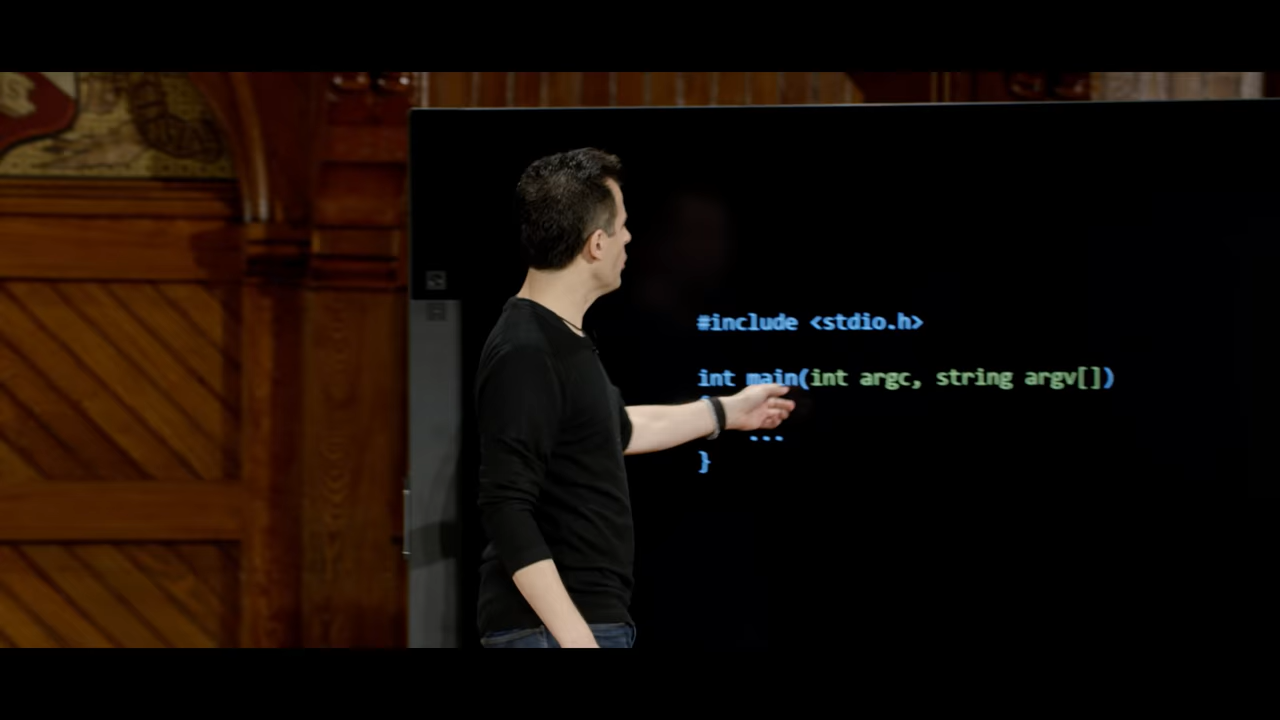 #include <stdio.h>
int main(int argc, string argv[])
...
}